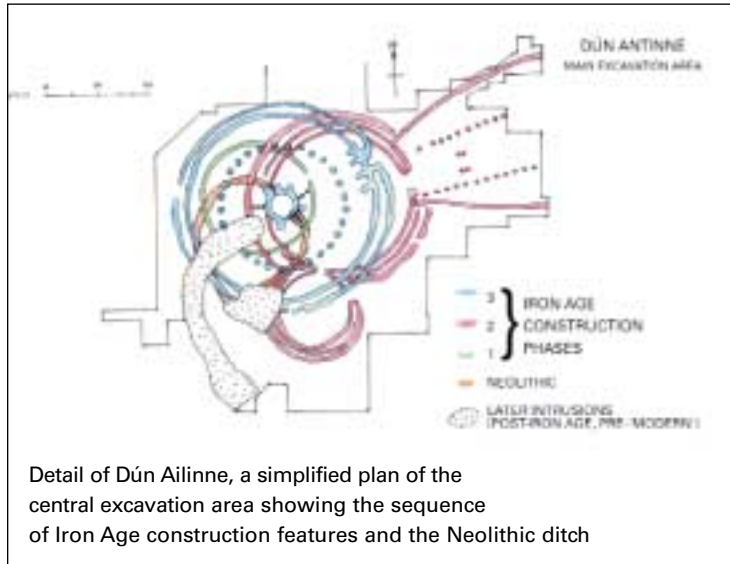 DÚN ANTINNE
MAIN EXCAVATION AREA
3
2
1
IRON AGE
CONSTRUCTION
PHASES
NEOLITHIC
LATER INTRUSIONS
(POST-IRON AGE, PRE-MODERN)
Detail of Dún Ailinne, a simplified plan of the
central excavation area showing the sequence
of Iron Age construction features and the Neolithic ditch